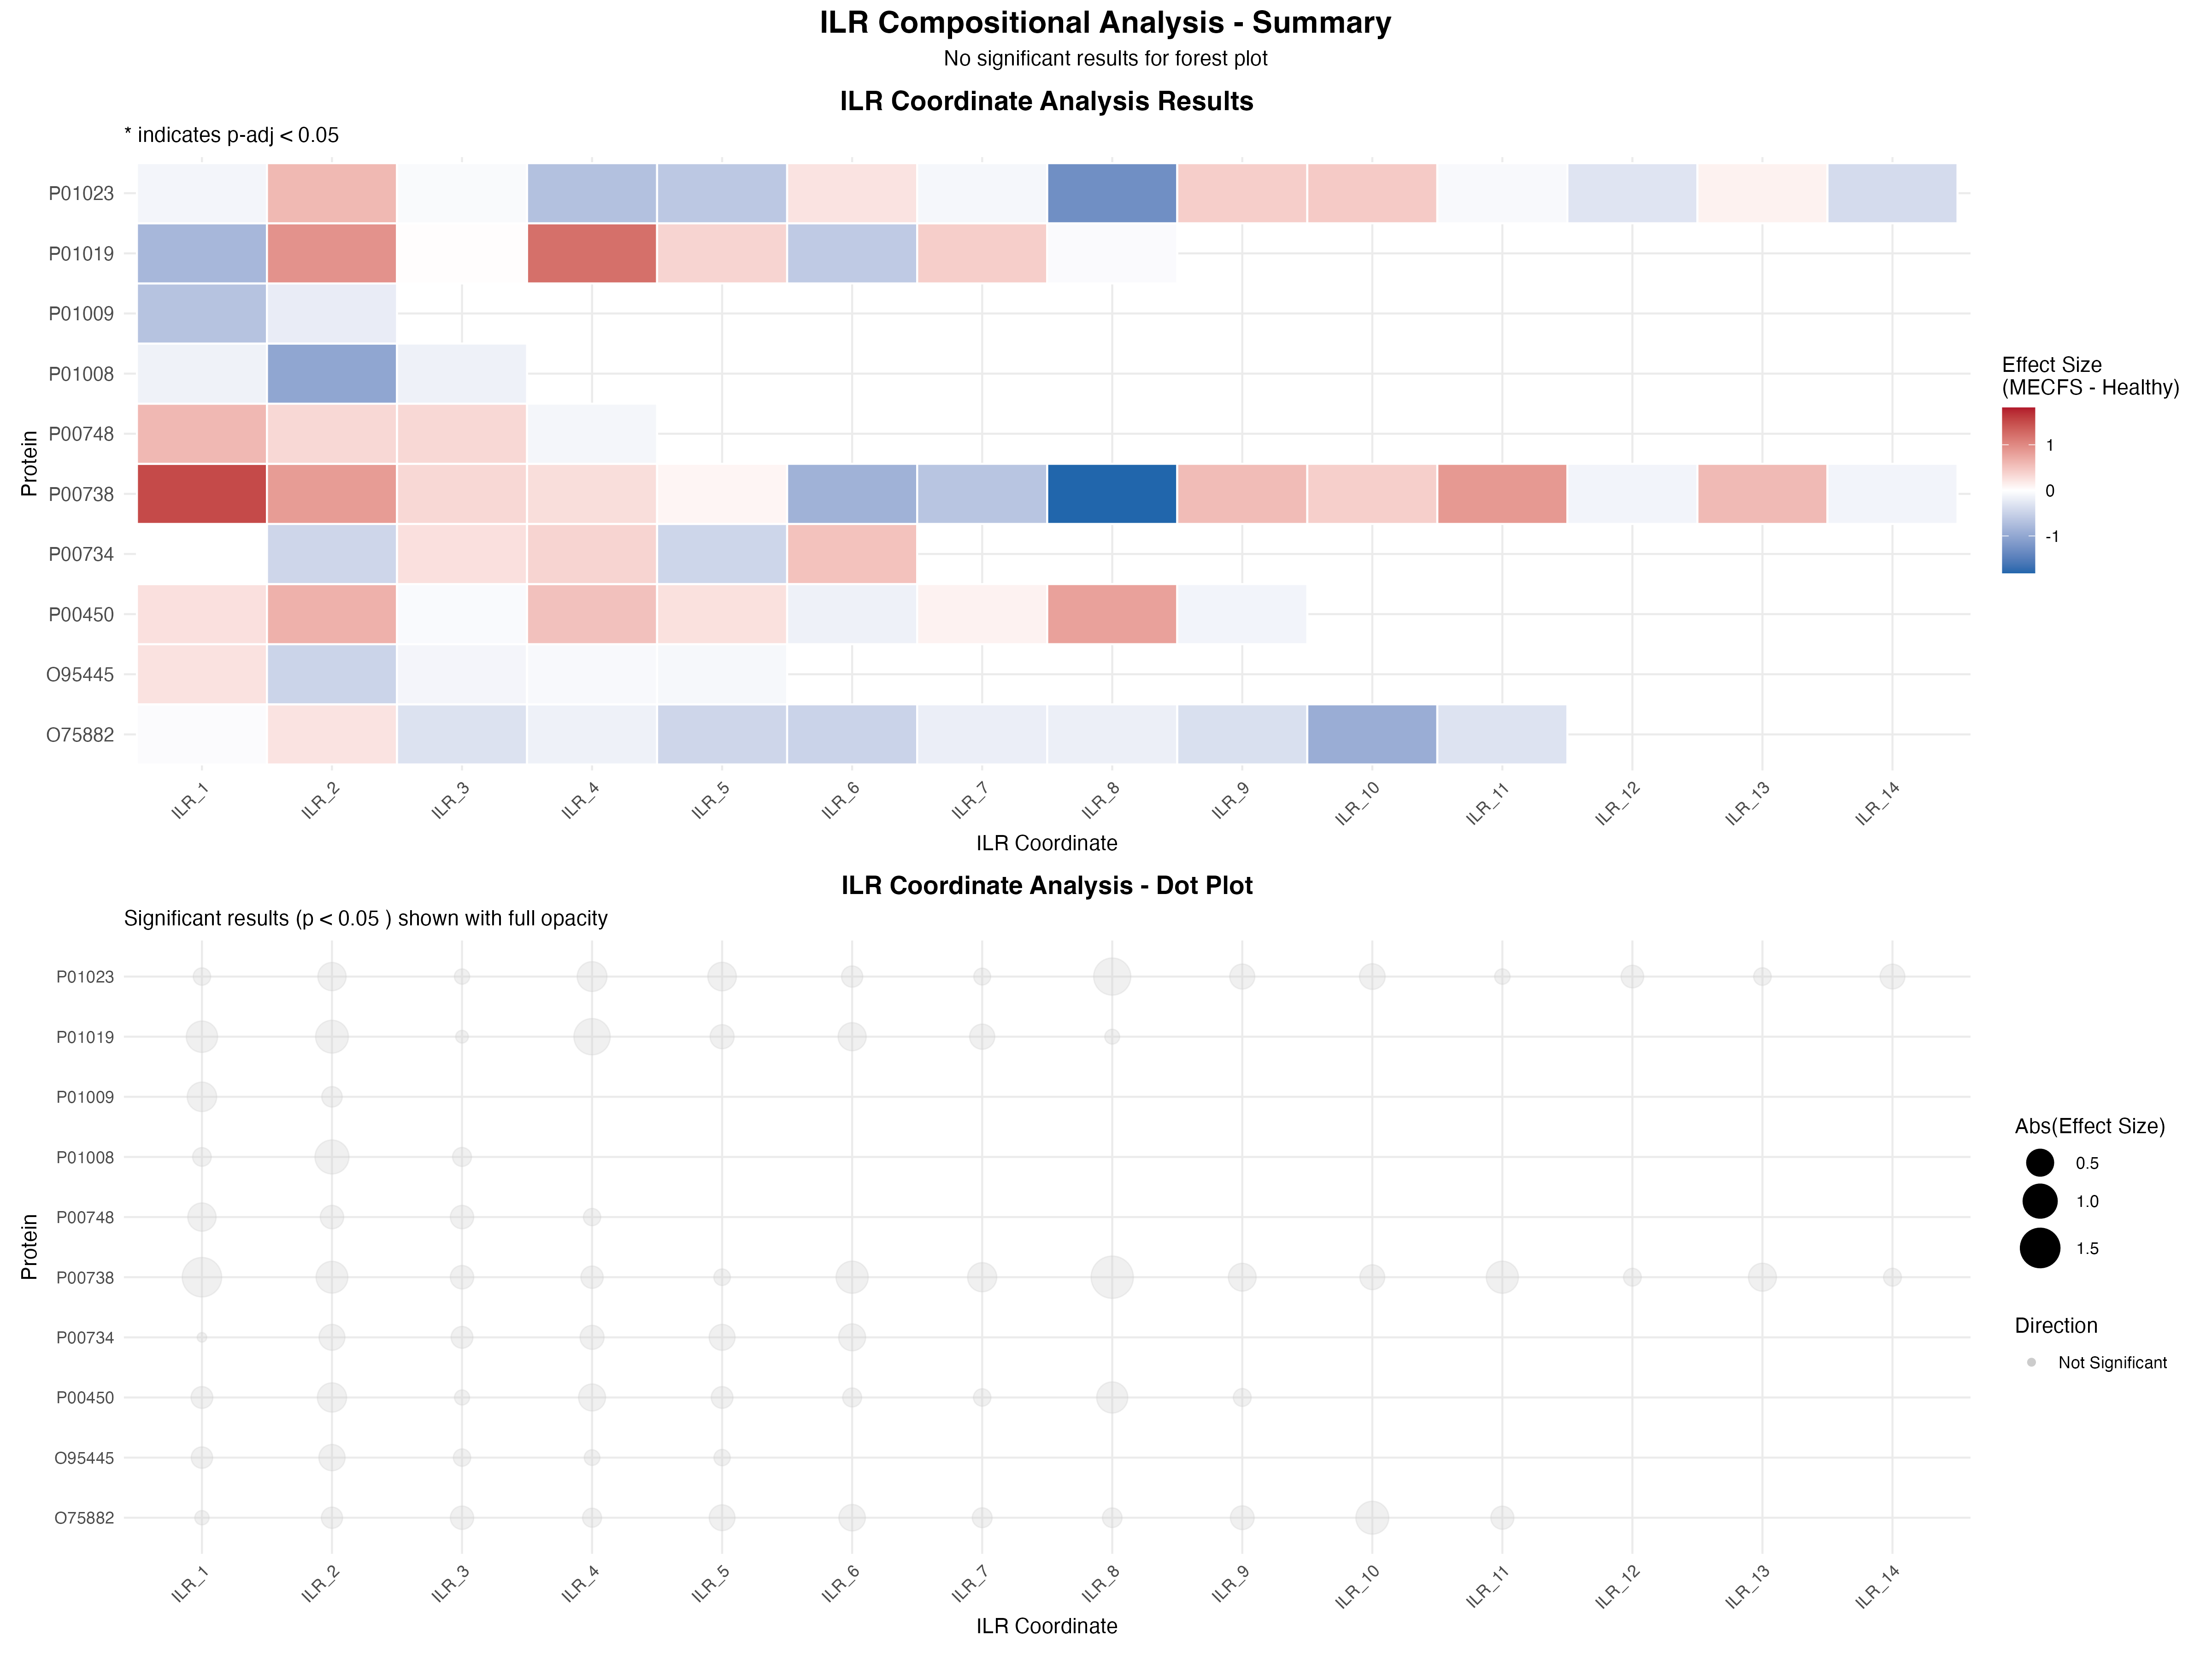 ILR Compositional Analysis - Summary
No significant results for forest plot
ILR Coordinate Analysis Results
* indicates p-adj < 0.05
Protein
P01023
P01019
P01009
P01008
P00748
P00738
P00734
P00450
O95445
O75882
ILR_1 ILR_2 ILR_3 ILR_4 ILR_5 ILR_6 ILR_7 ILR_8 ILR_9 ILR_10 ILR_11 ILR_12 ILR_13 ILR_14
ILR Coordinate
Effect Size
(MECFS - Healthy)
1
0
-1
ILR Coordinate Analysis - Dot Plot
Significant results (p < 0.05 ) shown with full opacity
Protein
P01023
P01019
P01009
P01008
P00748
P00738
P00734
P00450
O95445
O75882
ILR_1 ILR_2 ILR_3 ILR_4 ILR_5 ILR_6 ILR_7 ILR_8 ILR_9 ILR_10 ILR_11 ILR_12 ILR_13 ILR_14
ILR Coordinate
Abs(Effect Size)
0.5
1.0
1.5
Direction
Not Significant